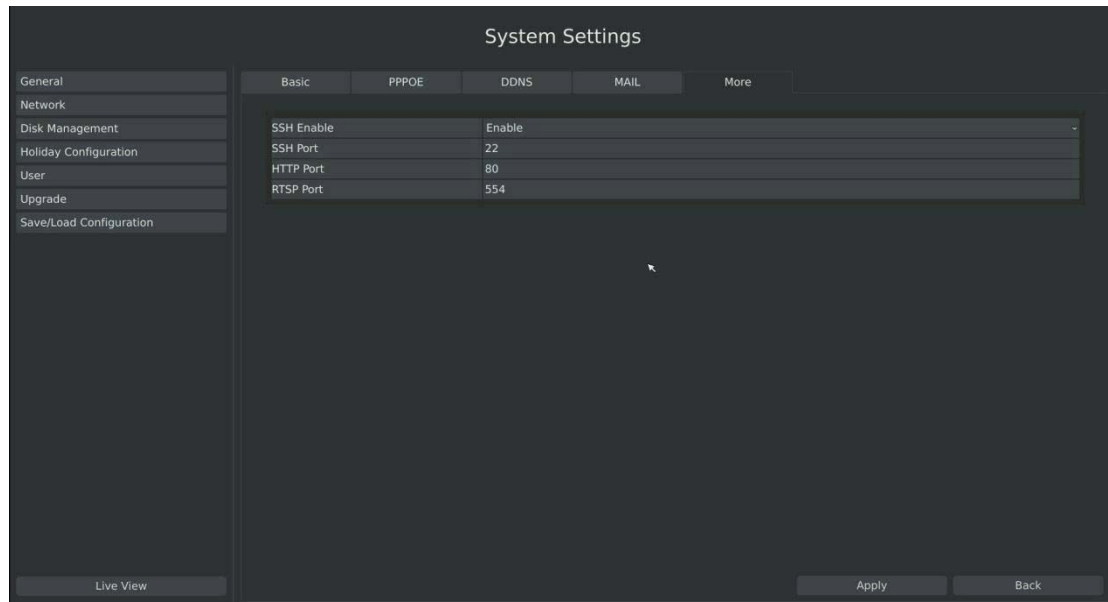 System Settings
General
Network
Disk Management
Holiday Configuration
User
Upgrade
Save/Load Configuration
Live View
Basic PPPOE DDNS MAIL More
SSH Enable Enable
SSH Port 22
HTTP Port 80
RTSP Port 554
Apply Back